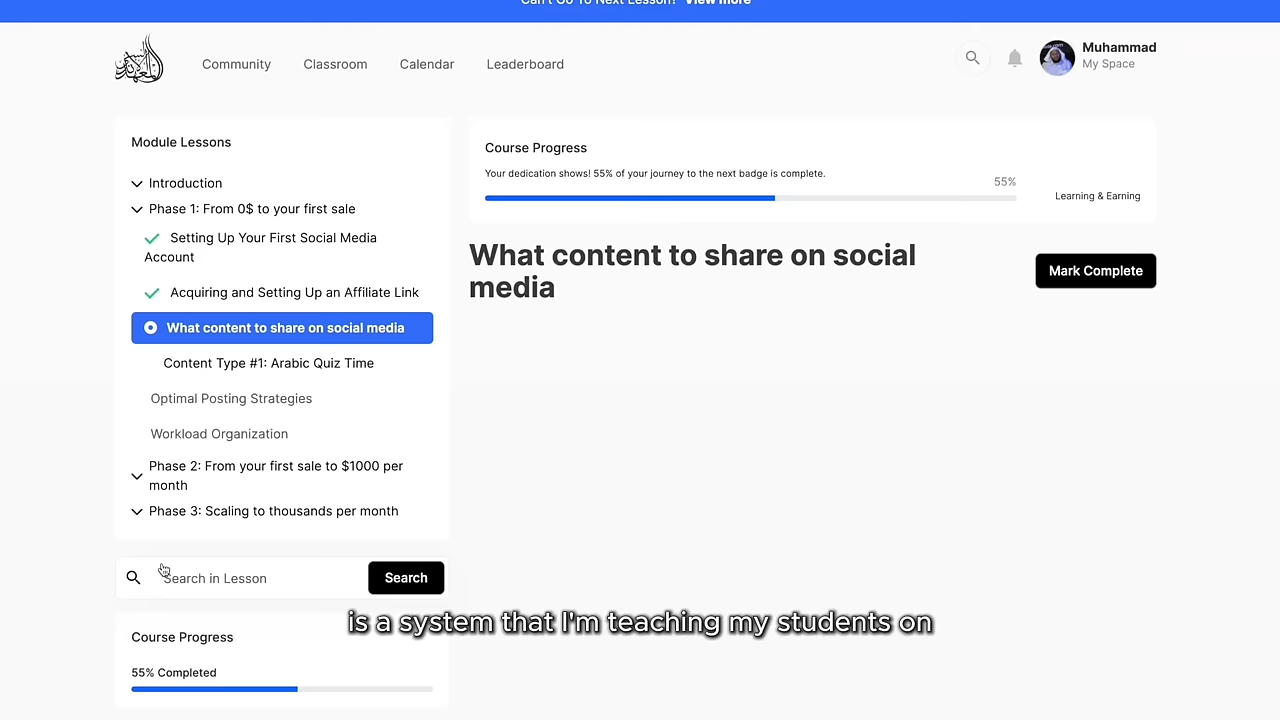 Can't Go To Next Lesson? View more
Community Classroom Calendar Leaderboard
Muhammad
My Space
Module Lessons
Introduction
Phase 1: From 0$ to your first sale
Setting Up Your First Social Media
Account
Acquiring and Setting Up an Affiliate Link
What content to share on social media
Content Type #1: Arabic Quiz Time
Optimal Posting Strategies
Workload Organization
Phase 2: From your first sale to $1000 per
month
Phase 3: Scaling to thousands per month
Search in Lesson
Search
Course Progress
55% Completed
Course Progress
Your dedication shows! 55% of your journey to the next badge is complete.
55%
Learning & Earning
What content to share on social
media
Mark Complete
is a system that I'm teaching my students on